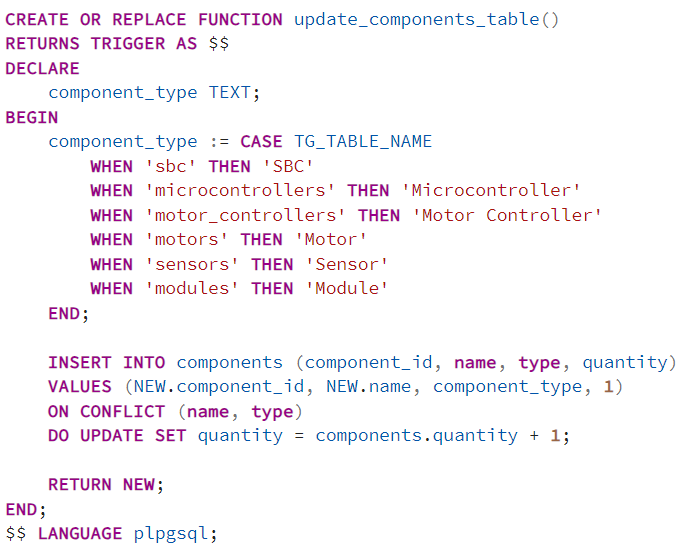 CREATE OR REPLACE FUNCTION update_components_table()
RETURNS TRIGGER AS $$
DECLARE
    component_type TEXT;
BEGIN
    component_type := CASE TG_TABLE_NAME
        WHEN 'sbc' THEN 'SBC'
        WHEN 'microcontrollers' THEN 'Microcontroller'
        WHEN 'motor_controllers' THEN 'Motor Controller'
        WHEN 'motors' THEN 'Motor'
        WHEN 'sensors' THEN 'Sensor'
        WHEN 'modules' THEN 'Module'
    END;

    INSERT INTO components (component_id, name, type, quantity)
    VALUES (NEW.component_id, NEW.name, component_type, 1)
    ON CONFLICT (name, type)
    DO UPDATE SET quantity = components.quantity + 1;

    RETURN NEW;
END;
$$ LANGUAGE plpgsql;